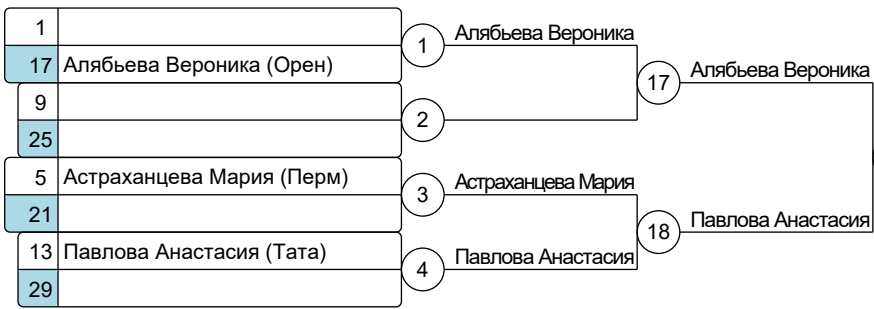 1
17 Алябьева Вероника (Орен)
9
25
5 Астраханцева Мария (Перм)
21
13 Павлова Анастасия (Тата)
29
1 Алябьева Вероника
2
3 Астраханцева Мария
4 Павлова Анастасия
17 Алябьева Вероника
18 Павлова Анастасия